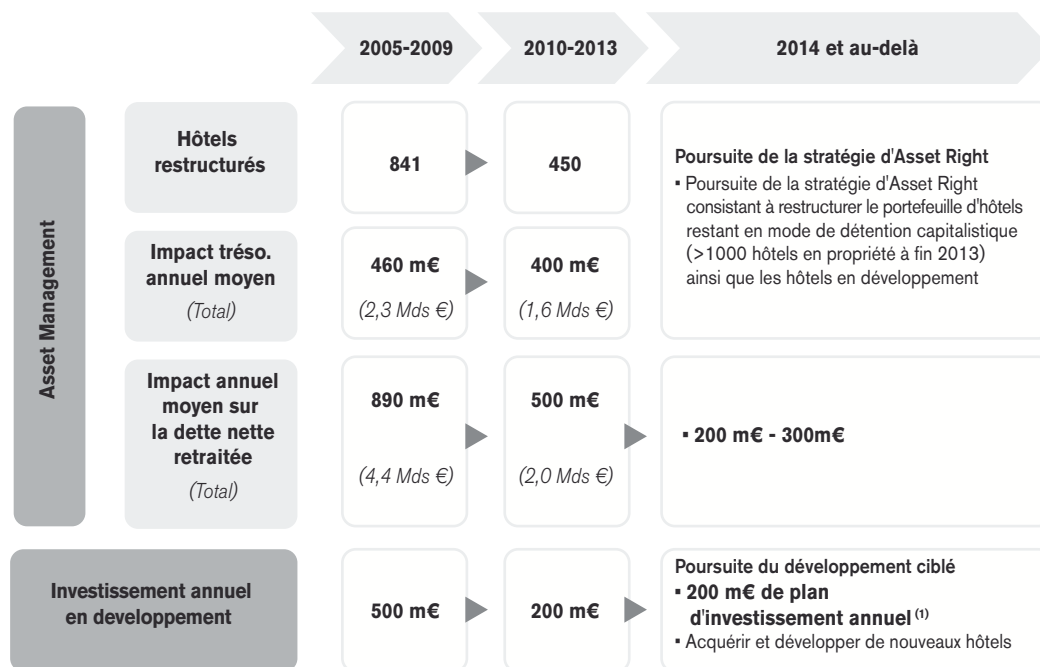 2005-2009
2010-2013
2014 et au-delà
Asset Management
Hôtels
restructurés
841
450
Poursuite de la stratégie d'Asset Right
▪ Poursuite de la stratégie d'Asset Right
consistant à restructurer le portefeuille d'hôtels
restant en mode de détention capitalistique
(>1000 hôtels en propriété à fin 2013)
ainsi que les hôtels en développement
Impact tréso.
annuel moyen
(Total)
460 m€
(2,3 Mds €)
400 m€
(1,6 Mds €)
Impact annuel
moyen sur
la dette nette
retraitée
(Total)
890 m€
(4,4 Mds €)
500 m€
(2,0 Mds €)
▪ 200 m€ - 300m€
Investissement annuel
en developpement
500 m€
200 m€
Poursuite du développement ciblé
▪ 200 m€ de plan
d'investissement annuel (1)
▪ Acquérir et développer de nouveaux hôtels